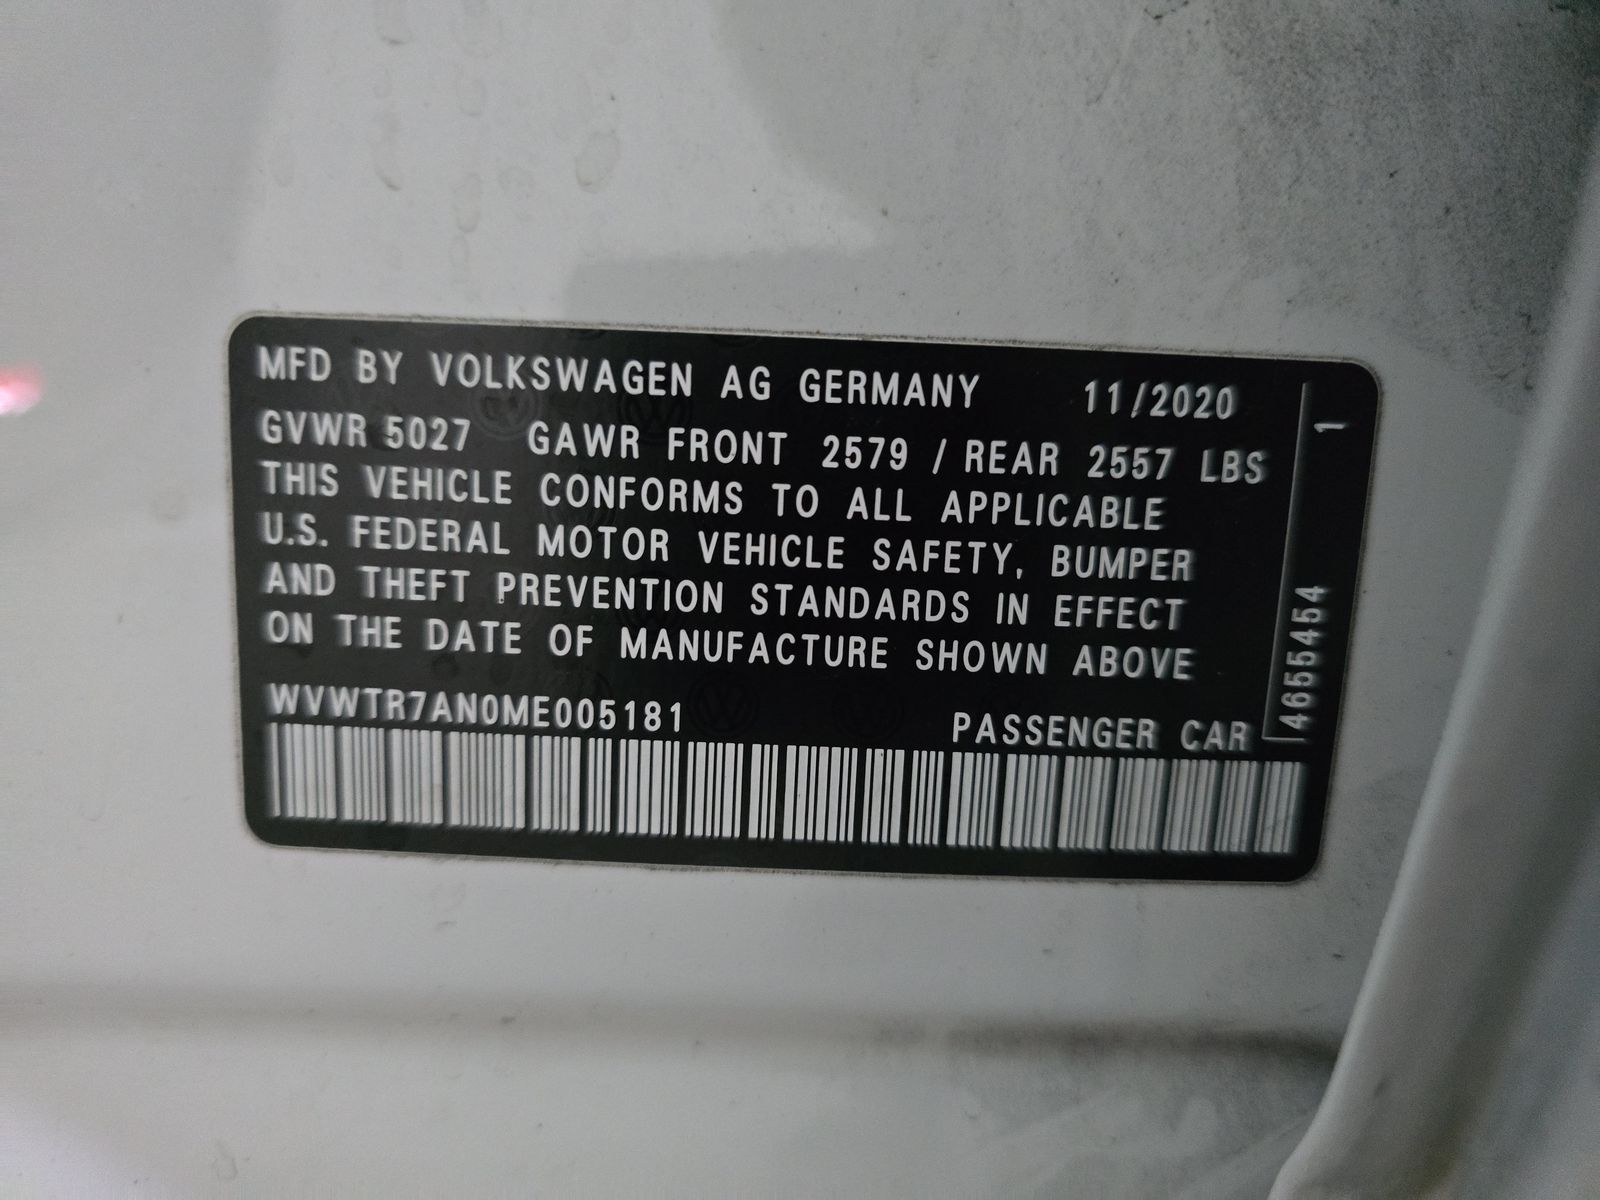 MFD BY VOLKSWAGEN AG GERMANY 11/2020
GVWR 5027 GAWR FRONT 2579 / REAR 2557 LBS
THIS VEHICLE CONFORMS TO ALL APPLICABLE
U.S. FEDERAL MOTOR VEHICLE SAFETY, BUMPER
AND THEFT PREVENTION STANDARDS IN EFFECT
ON THE DATE OF MANUFACTURE SHOWN ABOVE
WVWTR7AN0ME005181 PASSENGER CAR
4655454 1